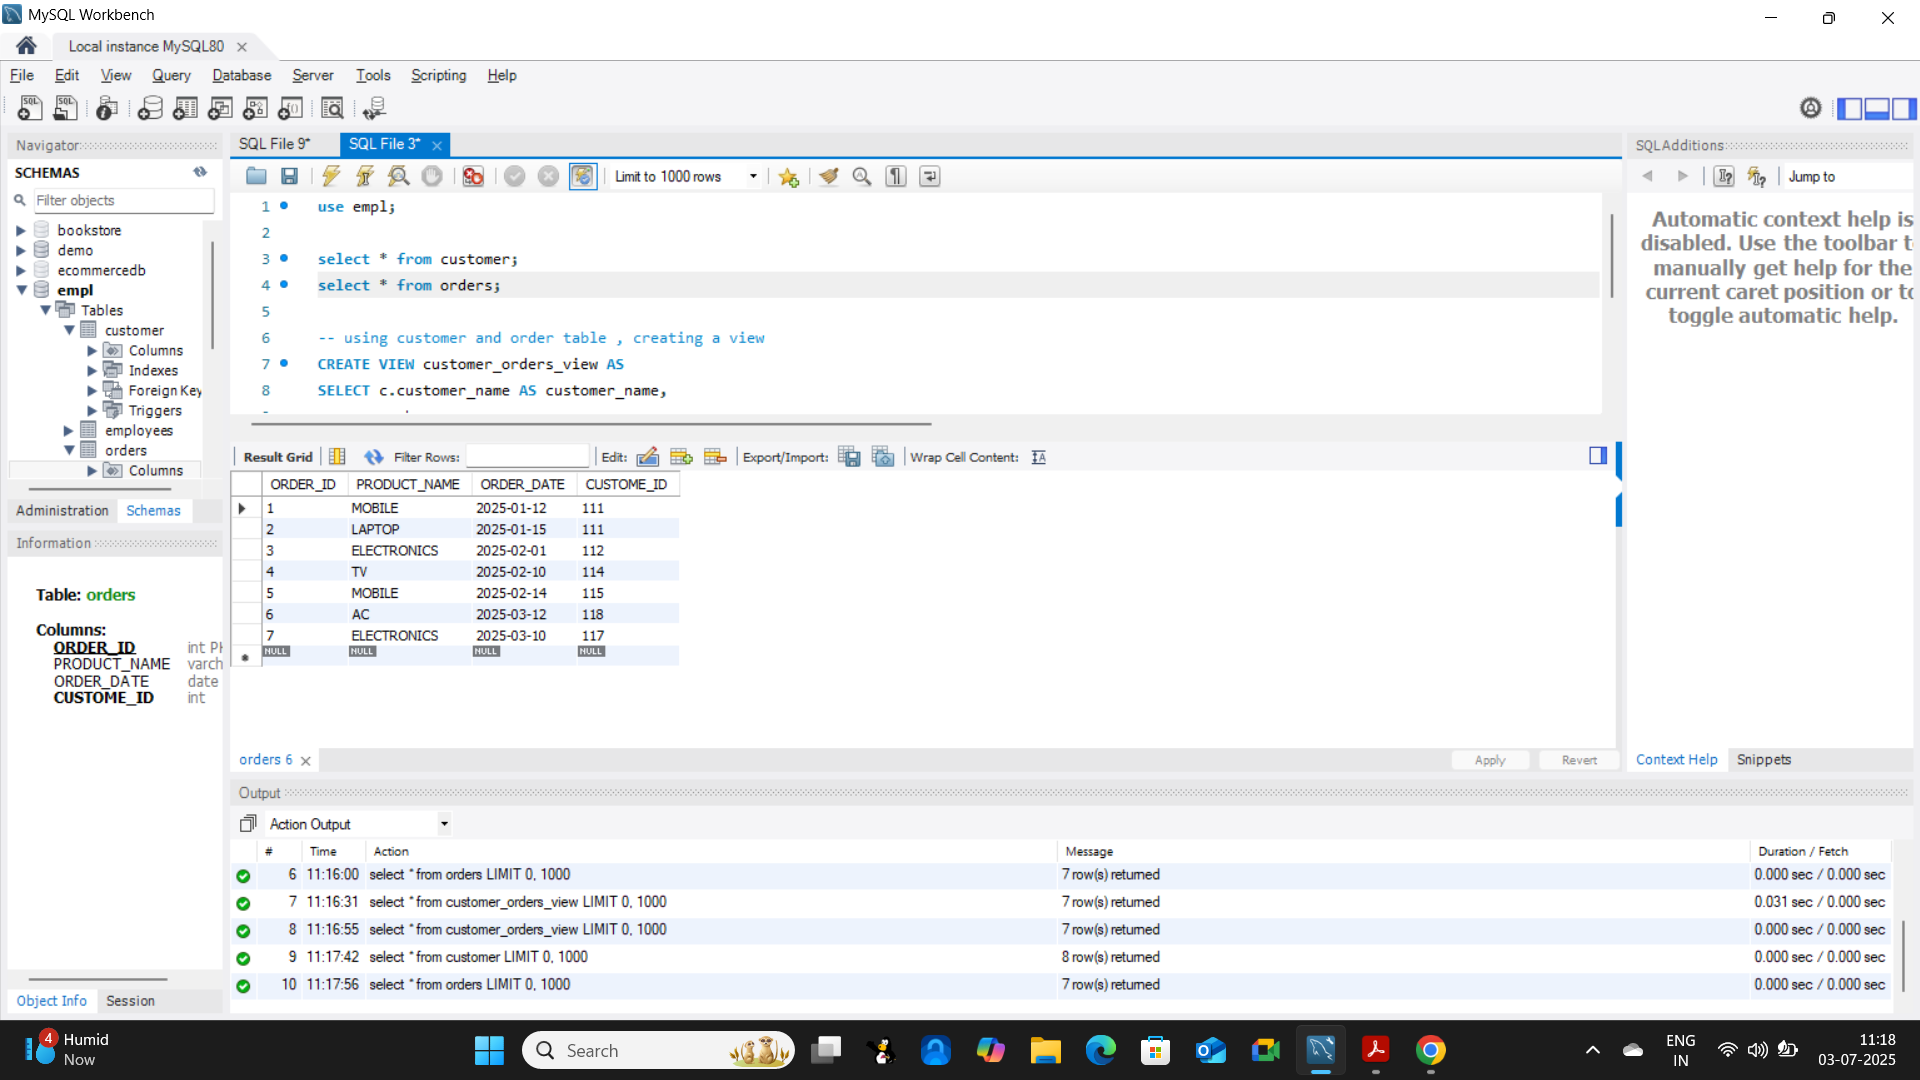 MySQL Workbench
Local instance MySQL80
File Edit View Query Database Server Tools Scripting Help
Navigator
SCHEMAS
Filter objects
bookstore
demo
ecommercedb
empl
Tables
customer
Columns
Indexes
Foreign Key
Triggers
employees
orders
Columns
Administration Schemas
Information
Table: orders
Columns:
ORDER_ID int PK
PRODUCT_NAME varch
ORDER_DATE date
CUSTOME_ID int
Object Info Session
SQL File 9* SQL File 3*
Limit to 1000 rows
1 use empl;
2
3 select * from customer;
4 select * from orders;
5
6 -- using customer and order table , creating a view
7 CREATE VIEW customer_orders_view AS
8 SELECT c.customer_name AS customer_name,
Result Grid Filter Rows: Edit: Export/Import: Wrap Cell Content:
ORDER_ID PRODUCT_NAME ORDER_DATE CUSTOME_ID
1 MOBILE 2025-01-12 111
2 LAPTOP 2025-01-15 111
3 ELECTRONICS 2025-02-01 112
4 TV 2025-02-10 114
5 MOBILE 2025-02-14 115
6 AC 2025-03-12 118
7 ELECTRONICS 2025-03-10 117
NULL NULL NULL NULL
orders 6
Apply Revert
SQLAdditions
Jump to
Automatic context help is
disabled. Use the toolbar t
manually get help for the
current caret position or to
toggle automatic help.
Context Help Snippets
Output
Action Output
# Time Action Message Duration / Fetch
6 11:16:00 select * from orders LIMIT 0, 1000 7 row(s) returned 0.000 sec / 0.000 sec
7 11:16:31 select * from customer_orders_view LIMIT 0, 1000 7 row(s) returned 0.031 sec / 0.000 sec
8 11:16:55 select * from customer_orders_view LIMIT 0, 1000 7 row(s) returned 0.000 sec / 0.000 sec
9 11:17:42 select * from customer LIMIT 0, 1000 8 row(s) returned 0.000 sec / 0.000 sec
10 11:17:56 select * from orders LIMIT 0, 1000 7 row(s) returned 0.000 sec / 0.000 sec
4
Humid
Now
Search
ENG
IN
11:18
03-07-2025